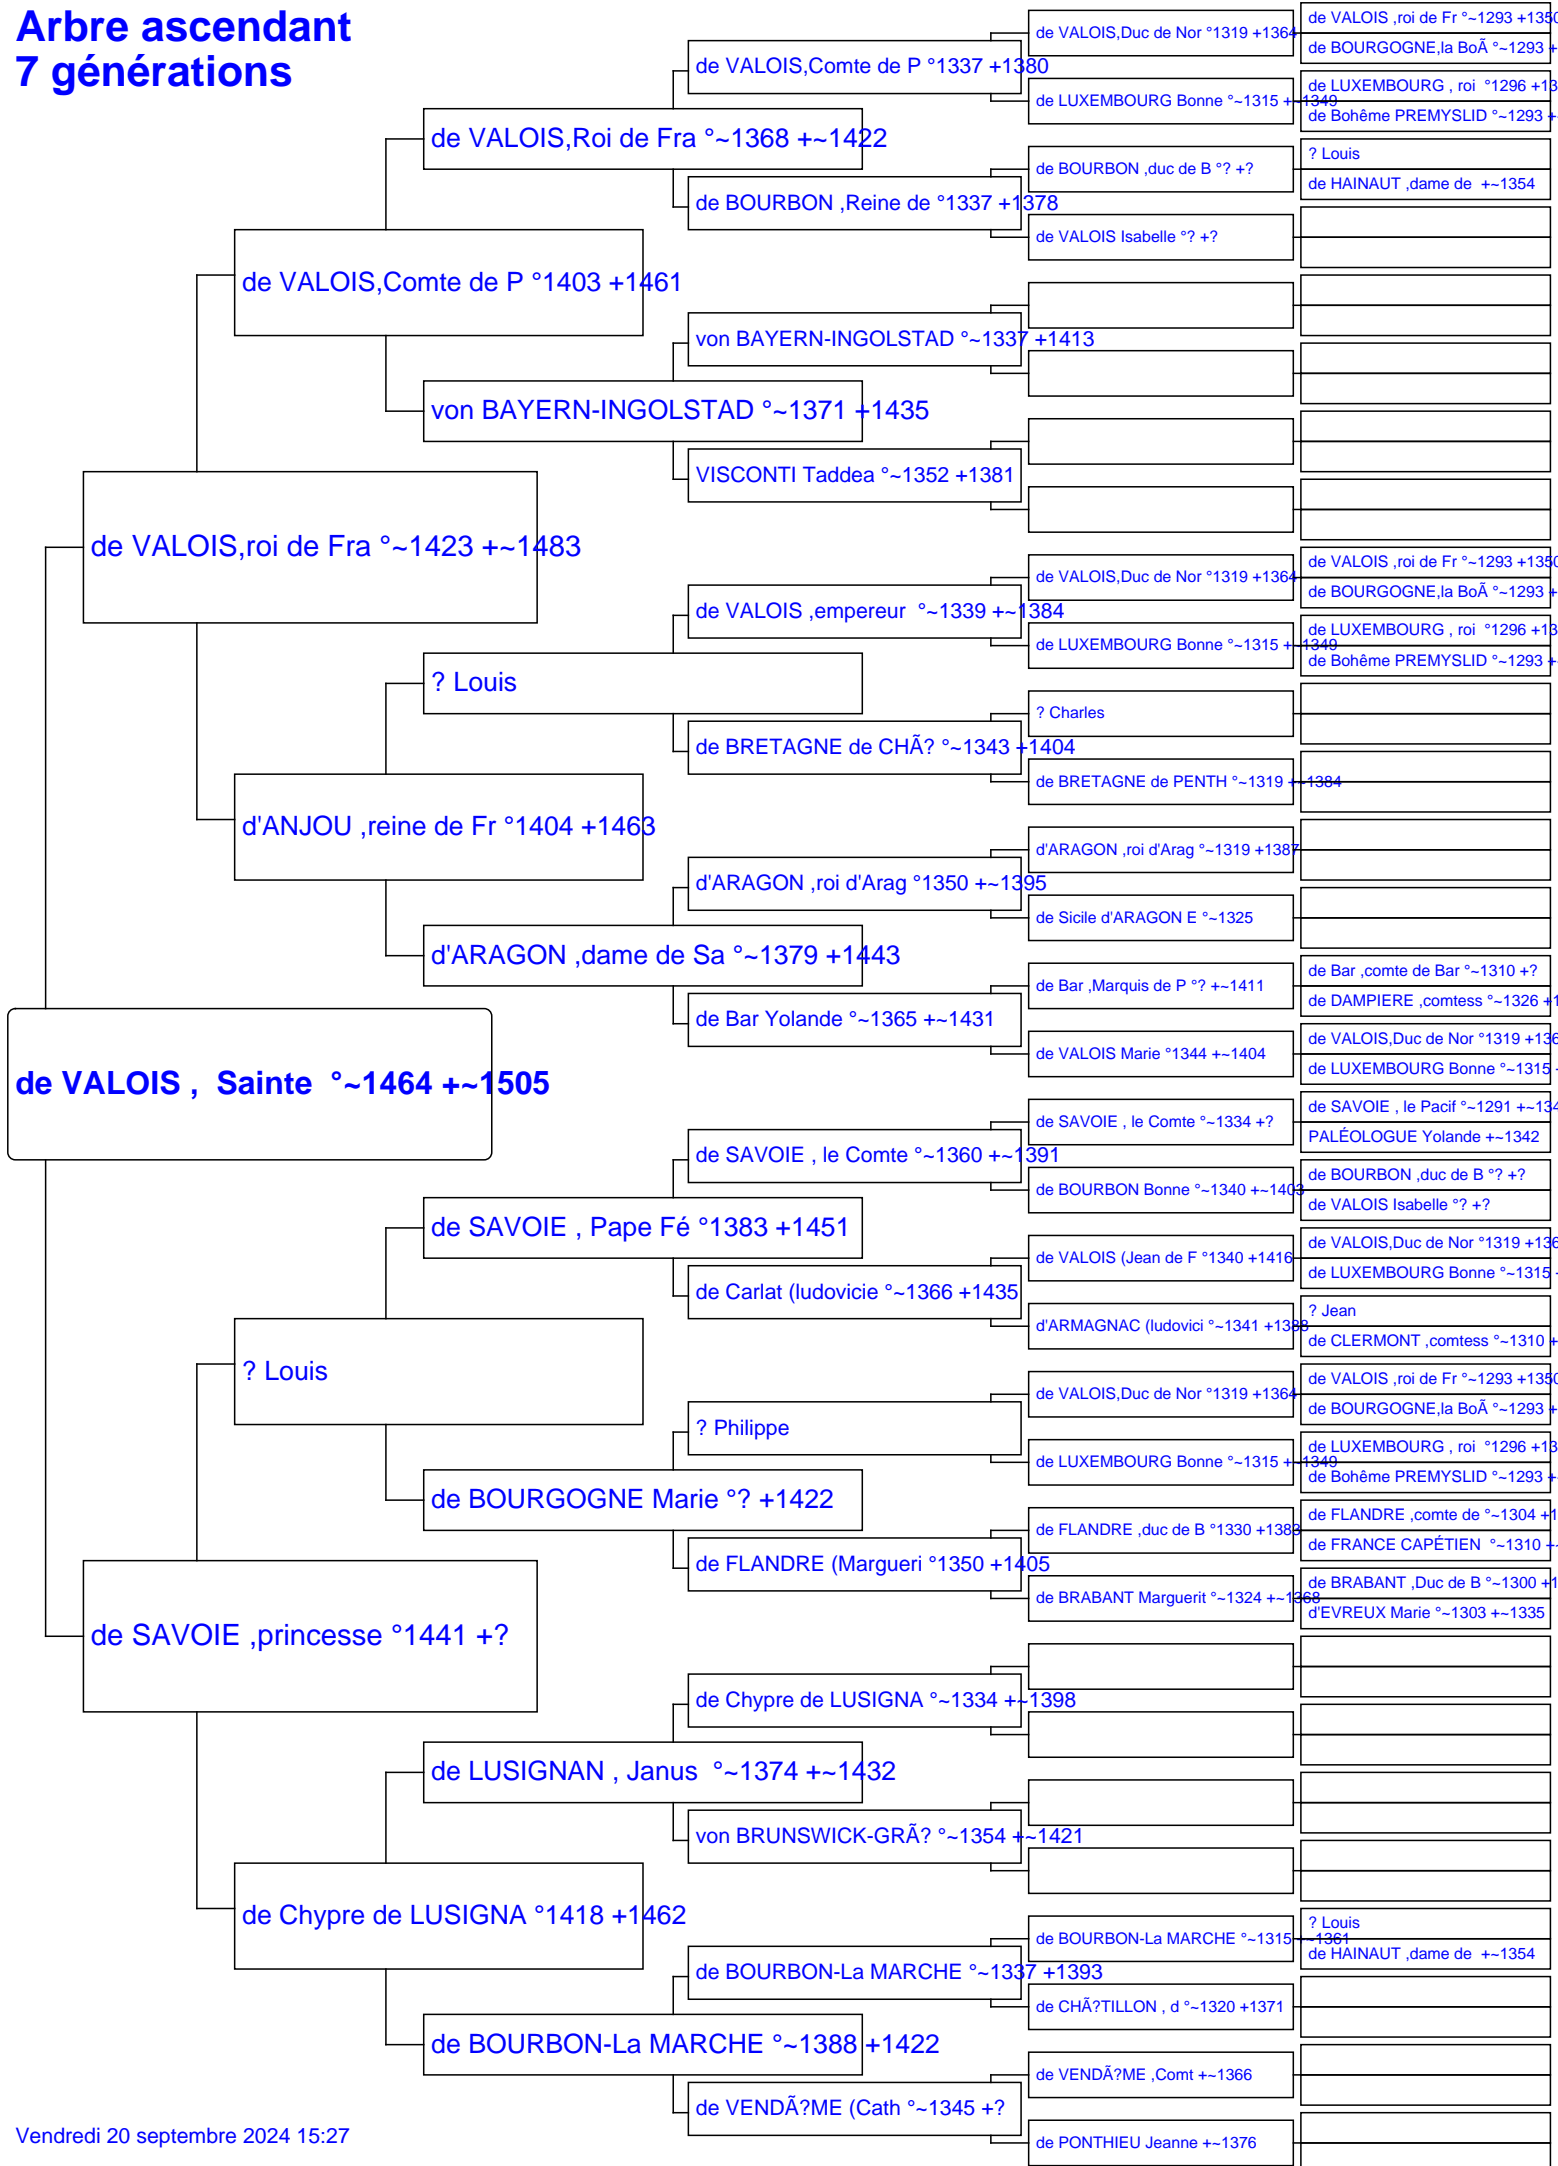 Arbre ascendant
7 générations
de VALOIS , Sainte °~1464 +~1505
de VALOIS,roi de Fra °~1423 +~1483
de SAVOIE ,princesse °1441 +?
de VALOIS,Comte de P °1403 +1461
d'ANJOU ,reine de Fr °1404 +1463
? Louis
de Chypre de LUSIGNA °1418 +1462
de VALOIS,Roi de Fra °~1368 +~1422
von BAYERN-INGOLSTAD °~1371 +1435
? Louis
d'ARAGON ,dame de Sa °~1379 +1443
de SAVOIE , Pape Fé °1383 +1451
de BOURGOGNE Marie °? +1422
de LUSIGNAN , Janus °~1374 +~1432
de BOURBON-La MARCHE °~1388 +1422
de VALOIS,Comte de P °1337 +1380
de BOURBON ,Reine de °1337 +1378
von BAYERN-INGOLSTAD °~1337 +1413
VISCONTI Taddea °~1352 +1381
de VALOIS ,empereur °~1339 +~1384
de BRETAGNE de CHÃ? °~1343 +1404
d'ARAGON ,roi d'Arag °1350 +~1395
de Bar Yolande °~1365 +~1431
de SAVOIE , le Comte °~1360 +~1391
de Carlat (ludovicie °~1366 +1435
? Philippe
de FLANDRE (Margueri °1350 +1405
de Chypre de LUSIGNA °~1334 +~1398
von BRUNSWICK-GRÃ? °~1354 +~1421
de BOURBON-La MARCHE °~1337 +1393
de VENDÃ?ME (Cath °~1345 +?
de VALOIS,Duc de Nor °1319 +1364
de LUXEMBOURG Bonne °~1315 +~1349
de BOURBON ,duc de B °? +?
de VALOIS Isabelle °? +?
de VALOIS,Duc de Nor °1319 +1364
de LUXEMBOURG Bonne °~1315 +~1349
? Charles
de BRETAGNE de PENTH °~1319 +~1384
d'ARAGON ,roi d'Arag °~1319 +1387
de Sicile d'ARAGON E °~1325
de Bar ,Marquis de P °? +~1411
de VALOIS Marie °1344 +~1404
de SAVOIE , le Comte °~1334 +?
de BOURBON Bonne °~1340 +~1403
de VALOIS (Jean de F °1340 +1416
d'ARMAGNAC (ludovici °~1341 +1388
de VALOIS,Duc de Nor °1319 +1364
de LUXEMBOURG Bonne °~1315 +~1349
de FLANDRE ,duc de B °1330 +1383
de BRABANT Marguerit °~1324 +~1368
de BOURBON-La MARCHE °~1315 +~1361
de CHÃ?TILLON , d °~1320 +1371
de VENDÃ?ME ,Comt +~1366
de PONTHIEU Jeanne +~1376
de VALOIS ,roi de Fr °~1293 +1350
de BOURGOGNE,la BoÃ °~1293 +
de LUXEMBOURG , roi °1296 +13
de Bohême PREMYSLID °~1293 +
? Louis
de HAINAUT ,dame de +~1354
de VALOIS ,roi de Fr °~1293 +1350
de BOURGOGNE,la BoÃ °~1293 +
de LUXEMBOURG , roi °1296 +13
de Bohême PREMYSLID °~1293 +
de Bar ,comte de Bar °~1310 +?
de DAMPIERE ,comtess °~1326 +1
de VALOIS,Duc de Nor °1319 +136
de LUXEMBOURG Bonne °~1315 +
de SAVOIE , le Pacif °~1291 +~134
PALÉOLOGUE Yolande +~1342
de BOURBON ,duc de B °? +?
de VALOIS Isabelle °? +?
de VALOIS,Duc de Nor °1319 +136
de LUXEMBOURG Bonne °~1315 +
? Jean
de CLERMONT ,comtess °~1310 +
de VALOIS ,roi de Fr °~1293 +1350
de BOURGOGNE,la BoÃ °~1293 +
de LUXEMBOURG , roi °1296 +13
de Bohême PREMYSLID °~1293 +
de FLANDRE ,comte de °~1304 +1
de FRANCE CAPÉTIEN °~1310 +~
de BRABANT ,Duc de B °~1300 +1
d'EVREUX Marie °~1303 +~1335
? Louis
de HAINAUT ,dame de +~1354
Vendredi 20 septembre 2024 15:27